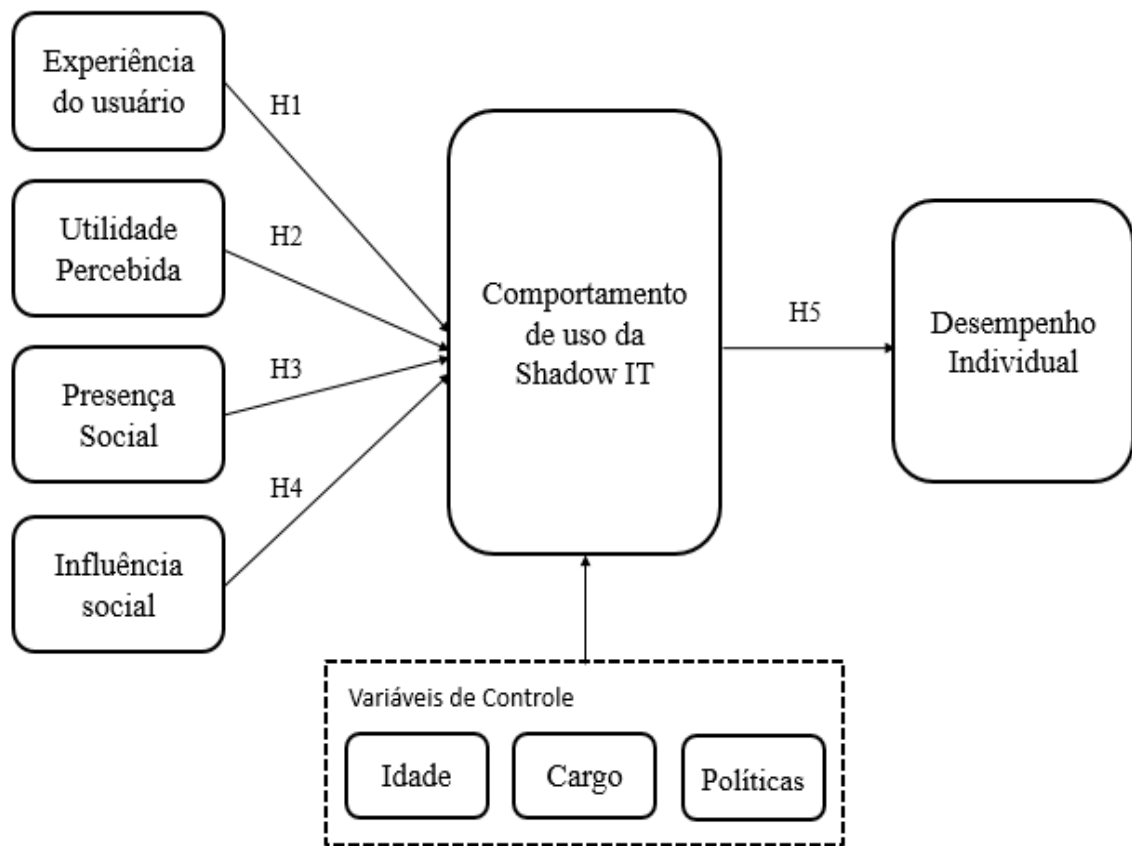 Experiência
do usuário
H1
Utilidade
Percebida
H2
Presença
Social
H3
Influência
social
H4
Comportamento
de uso da
Shadow IT
H5
Desempenho
Individual
Variáveis de Controle
Idade
Cargo
Políticas